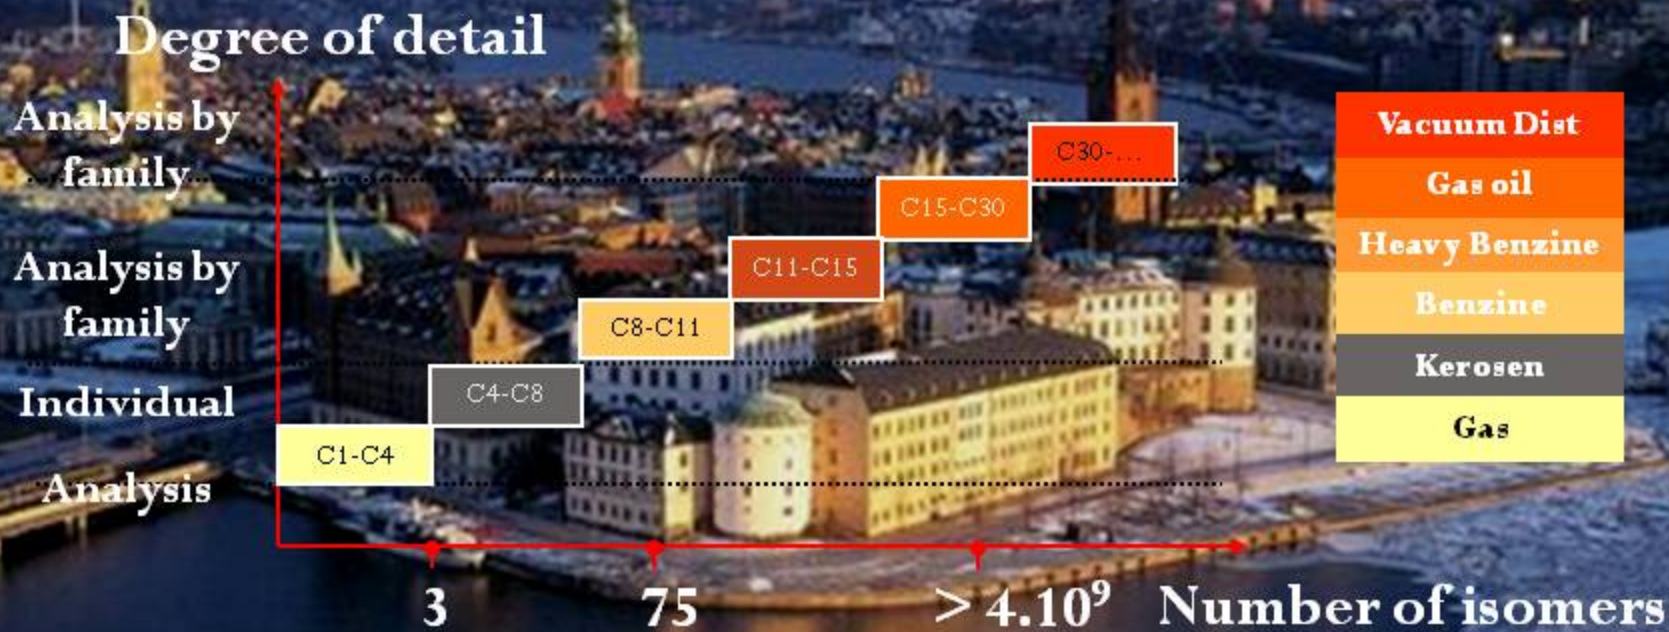 Degree of detail
Analysis by
family
Analysis by
family
Individual
Analysis
C30-...
C15-C30
C11-C15
C8-C11
C4-C8
C1-C4
Vacuum Dist
Gas oil
Heavy Benzine
Benzine
Kerosen
Gas
3
75
> 4.10⁹
Number of isomers